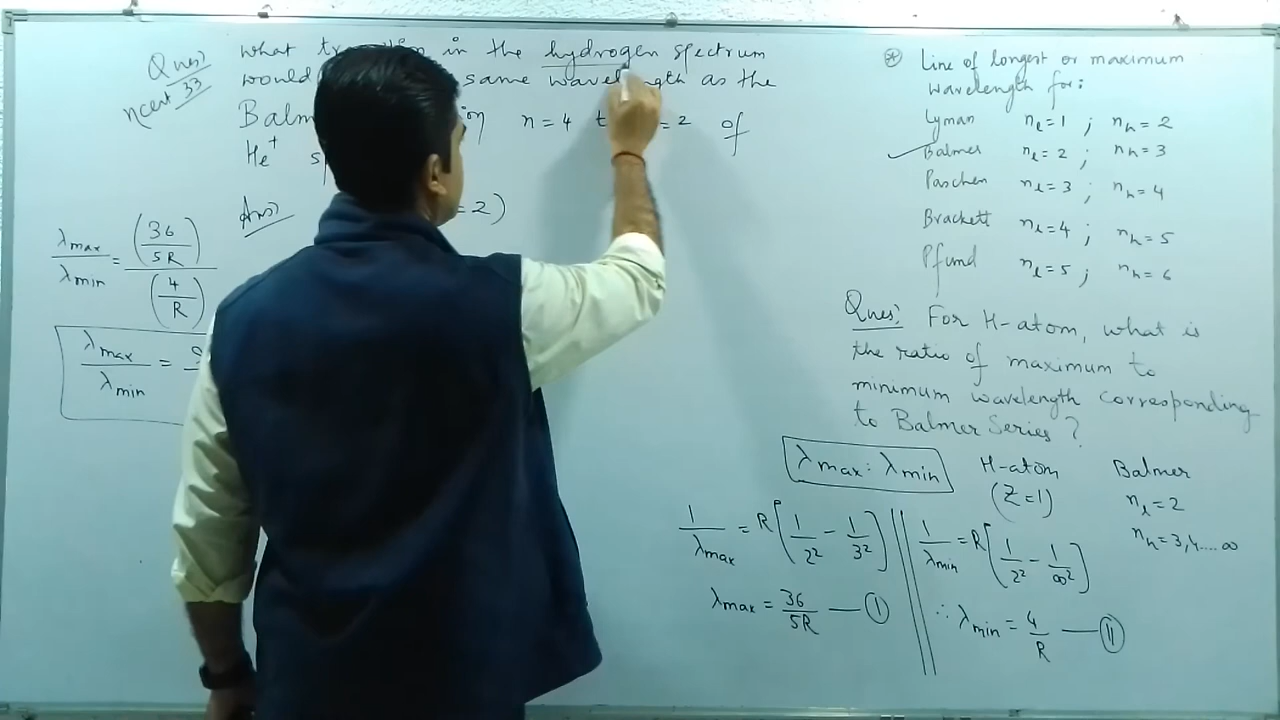 Ques)
ncert 33
what in the hydrogen spectrum
would same wavelength as the
Balm n = 4 t = 2 of
He⁺ s
Ans) = 2)
λmax/λmin = (36/5R)/(4/R)
λmax/λmin =
⊛ Line of longest or maximum
wavelength for:
Lyman nl = 1 ; nh = 2
✓ Balmer nl = 2 ; nh = 3
Paschen nl = 3 ; nh = 4
Brackett nl = 4 ; nh = 5
Pfund nl = 5 ; nh = 6
Ques: For H-atom, what is
the ratio of maximum to
minimum wavelength corresponding
to Balmer Series ?
λmax : λmin H-atom Balmer
(Z = 1) nl = 2
nh = 3, 4.... ∞
1/λmax = R[1/2² - 1/3²]
λmax = 36/5R — I
1/λmin = R[1/2² - 1/∞²]
∴ λmin = 4/R — II